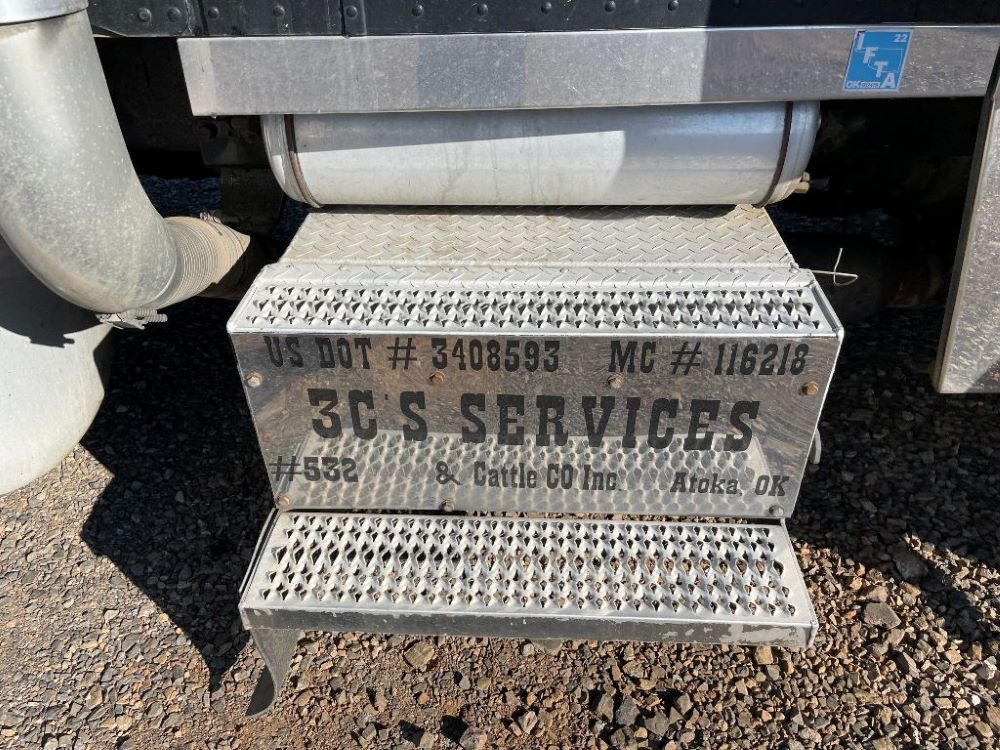 22
IFTA
OK
US DOT # 3408593 MC # 116218
3C'S SERVICES
#532 & Cattle CO Inc. Atoka, OK